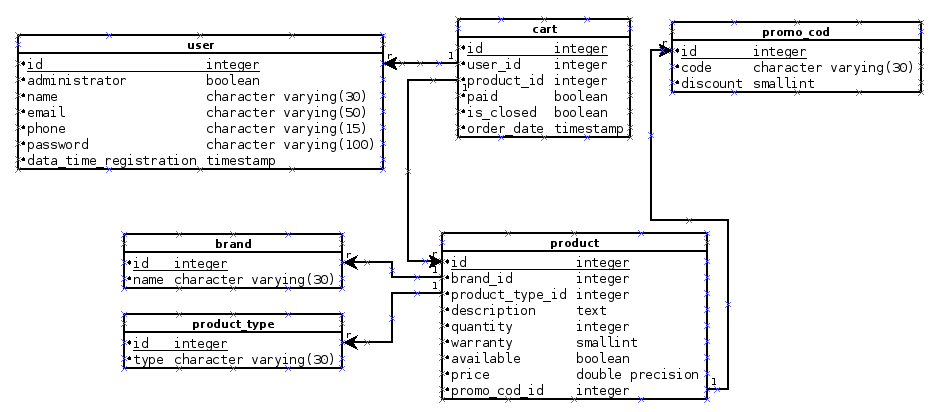 user
id integer
administrator boolean
name character varying(30)
email character varying(50)
phone character varying(15)
password character varying(100)
data_time_registration timestamp
r
cart
id integer
1
user_id integer
product_id integer
1
paid boolean
is_closed boolean
order_date timestamp
promo_cod
r
id integer
code character varying(30)
discount smallint
brand
r
id integer
name character varying(30)
product_type
r
id integer
type character varying(30)
product
r
id integer
1
brand_id integer
1
product_type_id integer
description text
quantity integer
warranty smallint
available boolean
price double precision
promo_cod_id integer
1